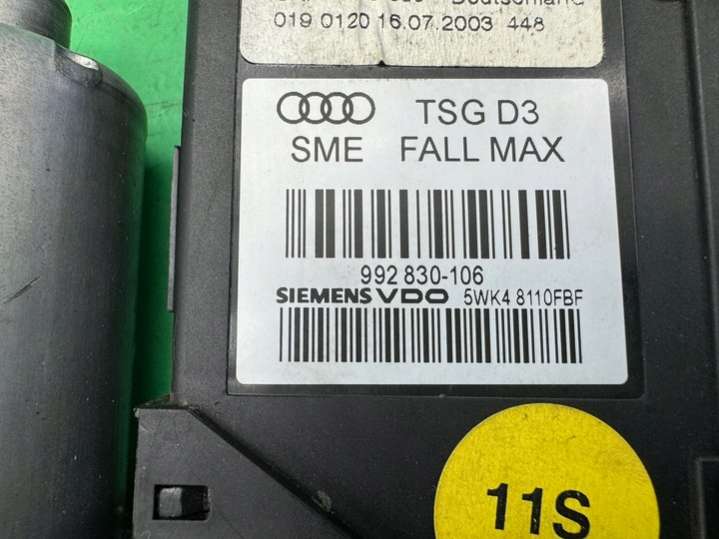 Deutschland
019 0120 16.07.2003 448
TSG D3
SME FALL MAX
992 830-106
SIEMENS VDO 5WK4 8110FBF
11S